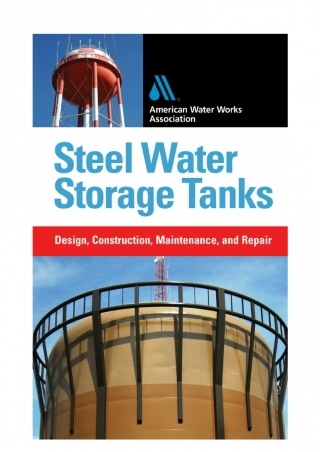 American Water Works
Association
Steel Water
Storage Tanks
Design, Construction, Maintenance, and Repair